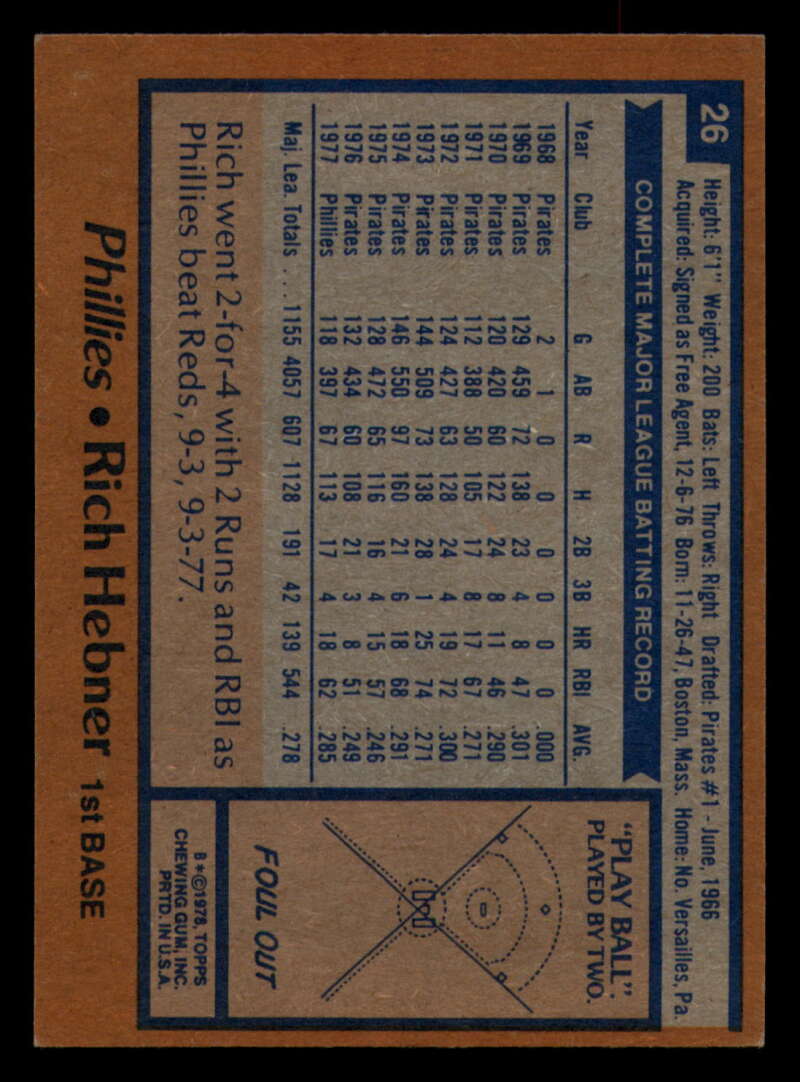 26
Height: 6'1" Weight: 200 Bats: Left Throws: Right Drafted: Pirates #1 - June, 1966
Acquired: Signed as Free Agent, 12-6-76 Born: 11-26-47, Boston, Mass. Home: No. Versailles, Pa.
COMPLETE MAJOR LEAGUE BATTING RECORD
Year Club G AB R H 2B 3B HR RBI AVG.
1968 Pirates 2 1 0 0 0 0 0 0 .000
1969 Pirates 129 459 72 138 23 4 8 47 .301
1970 Pirates 120 420 60 122 24 8 11 46 .290
1971 Pirates 112 388 50 105 17 8 17 67 .271
1972 Pirates 124 427 63 128 24 4 19 72 .300
1973 Pirates 144 509 73 138 28 1 25 74 .271
1974 Pirates 146 550 97 160 21 6 18 68 .291
1975 Pirates 128 472 65 116 16 4 15 57 .246
1976 Pirates 132 434 60 108 21 3 8 51 .249
1977 Phillies 118 397 67 113 17 4 18 62 .285
Maj. Lea. Totals ... 1155 4057 607 1128 191 42 139 544 .278
Rich went 2-for-4 with 2 Runs and RBI as
Phillies beat Reds, 9-3, 9-3-77.
"PLAY BALL".
PLAYED BY TWO.
FOUL OUT
B*©1978, TOPPS
CHEWING GUM, INC.
PRTD. IN U.S.A.
Phillies • Rich Hebner 1st BASE